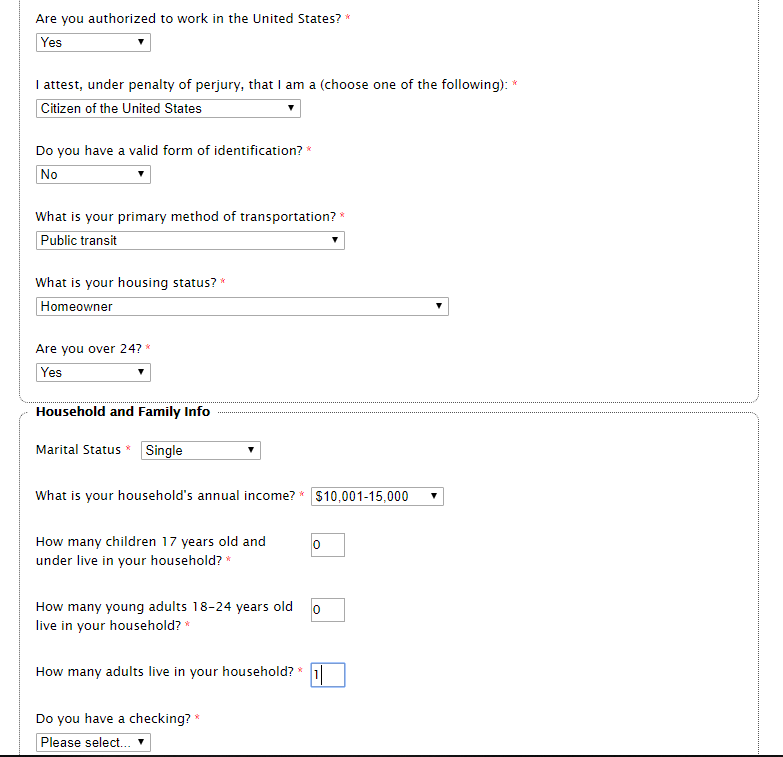 Are you authorized to work in the United States? *
Yes
I attest, under penalty of perjury, that I am a (choose one of the following): *
Citizen of the United States
Do you have a valid form of identification? *
No
What is your primary method of transportation? *
Public transit
What is your housing status? *
Homeowner
Are you over 24? *
Yes
Household and Family Info
Marital Status * Single
What is your household's annual income? * $10,001-15,000
How many children 17 years old and
under live in your household? *
0
How many young adults 18-24 years old
live in your household? *
0
How many adults live in your household? * 1
Do you have a checking? *
Please select...